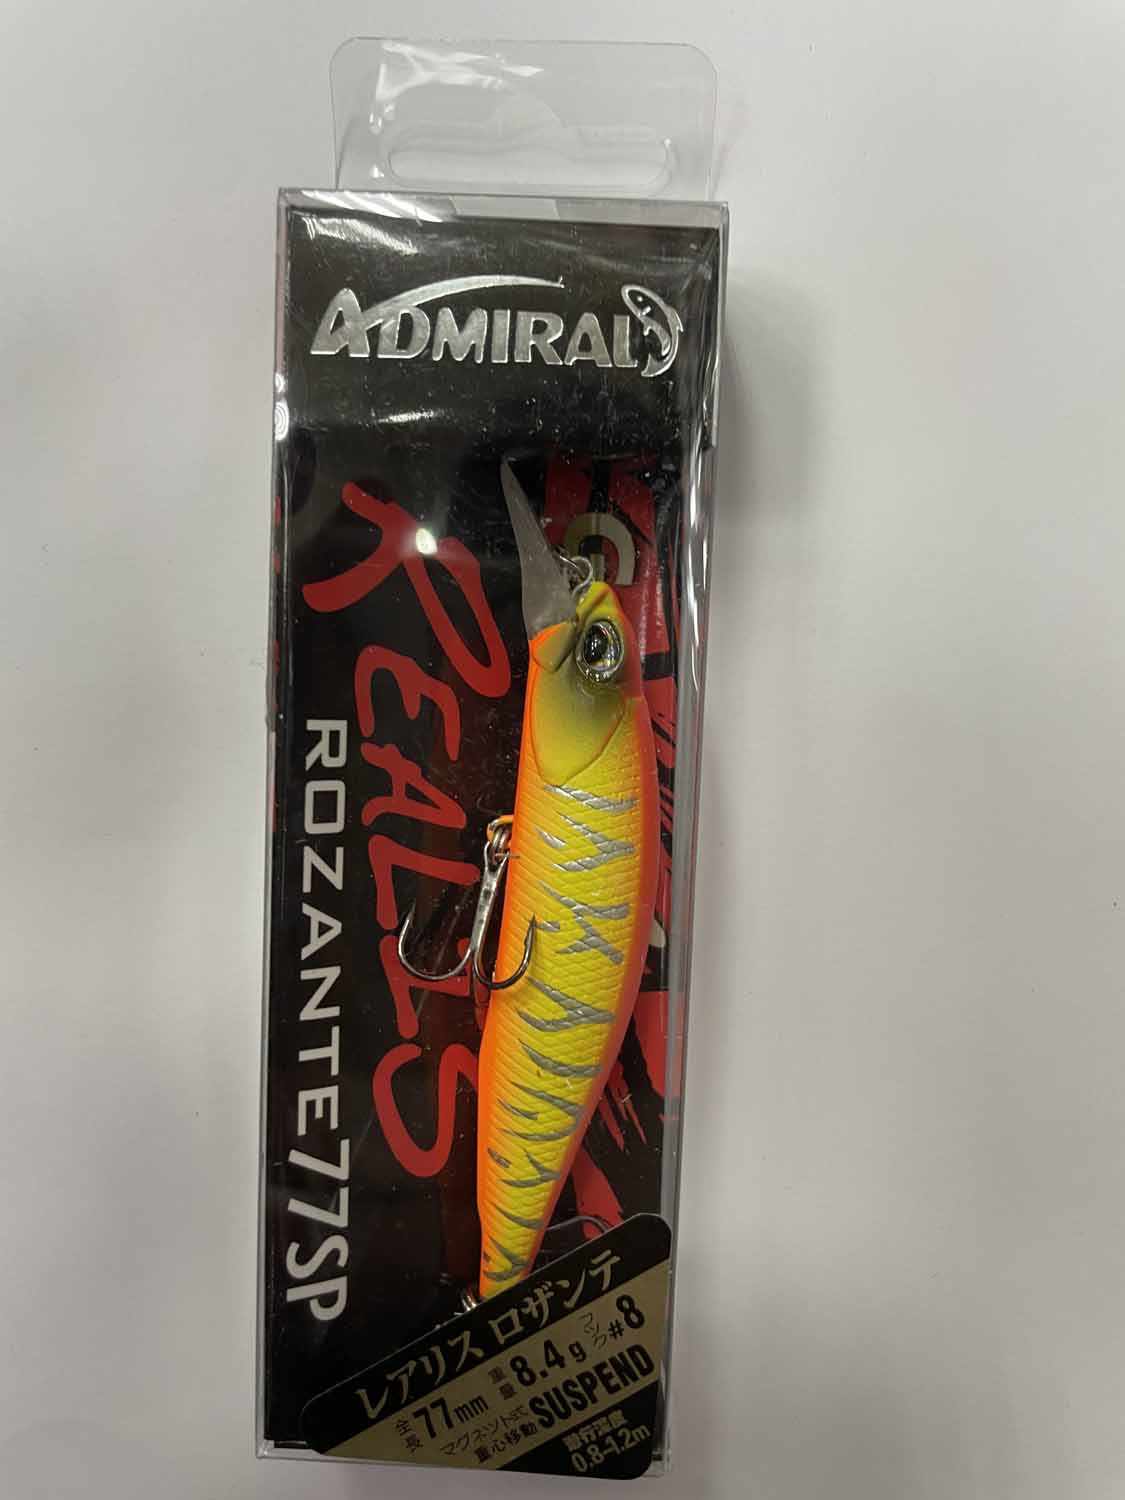 ADMIRAL
REALIS
ROZANTE77SP
レアリス ロザンテ
全長 77mm 重量 8.4g フック #8
マグネット式重心移動 SUSPEND
潜行深度
0.8-1.2m